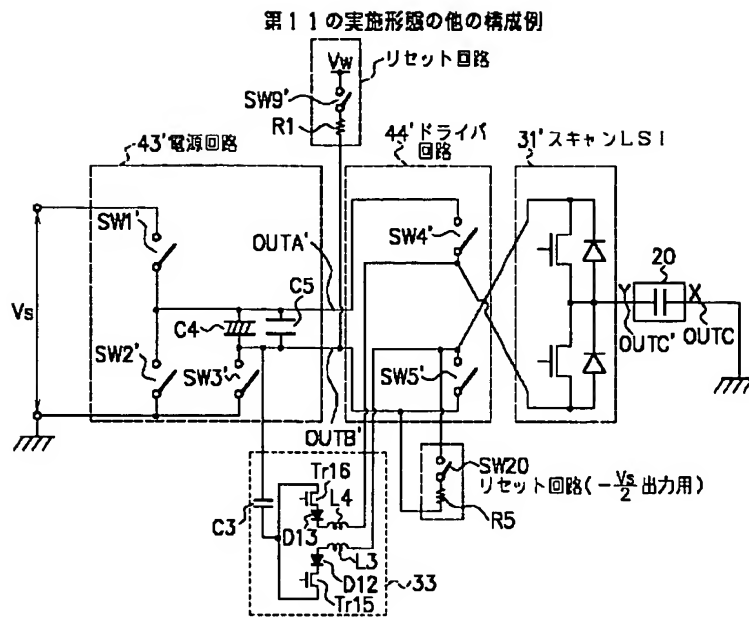 第11の実施形態の他の構成例
リセット回路
Vw
SW9'
R1
43'電源回路
44'ドライバ
回路
31'スキャンLSI
SW1'
OUTA'
SW4'
C5
20
Vs
C4
Y
X
OUTC'
OUTC
SW2'
SW3'
SW5'
OUTB'
Tr16
L4
SW20
リセット回路(-Vs/2 出力用)
C3
D13
L3
R5
D12
33
Tr15